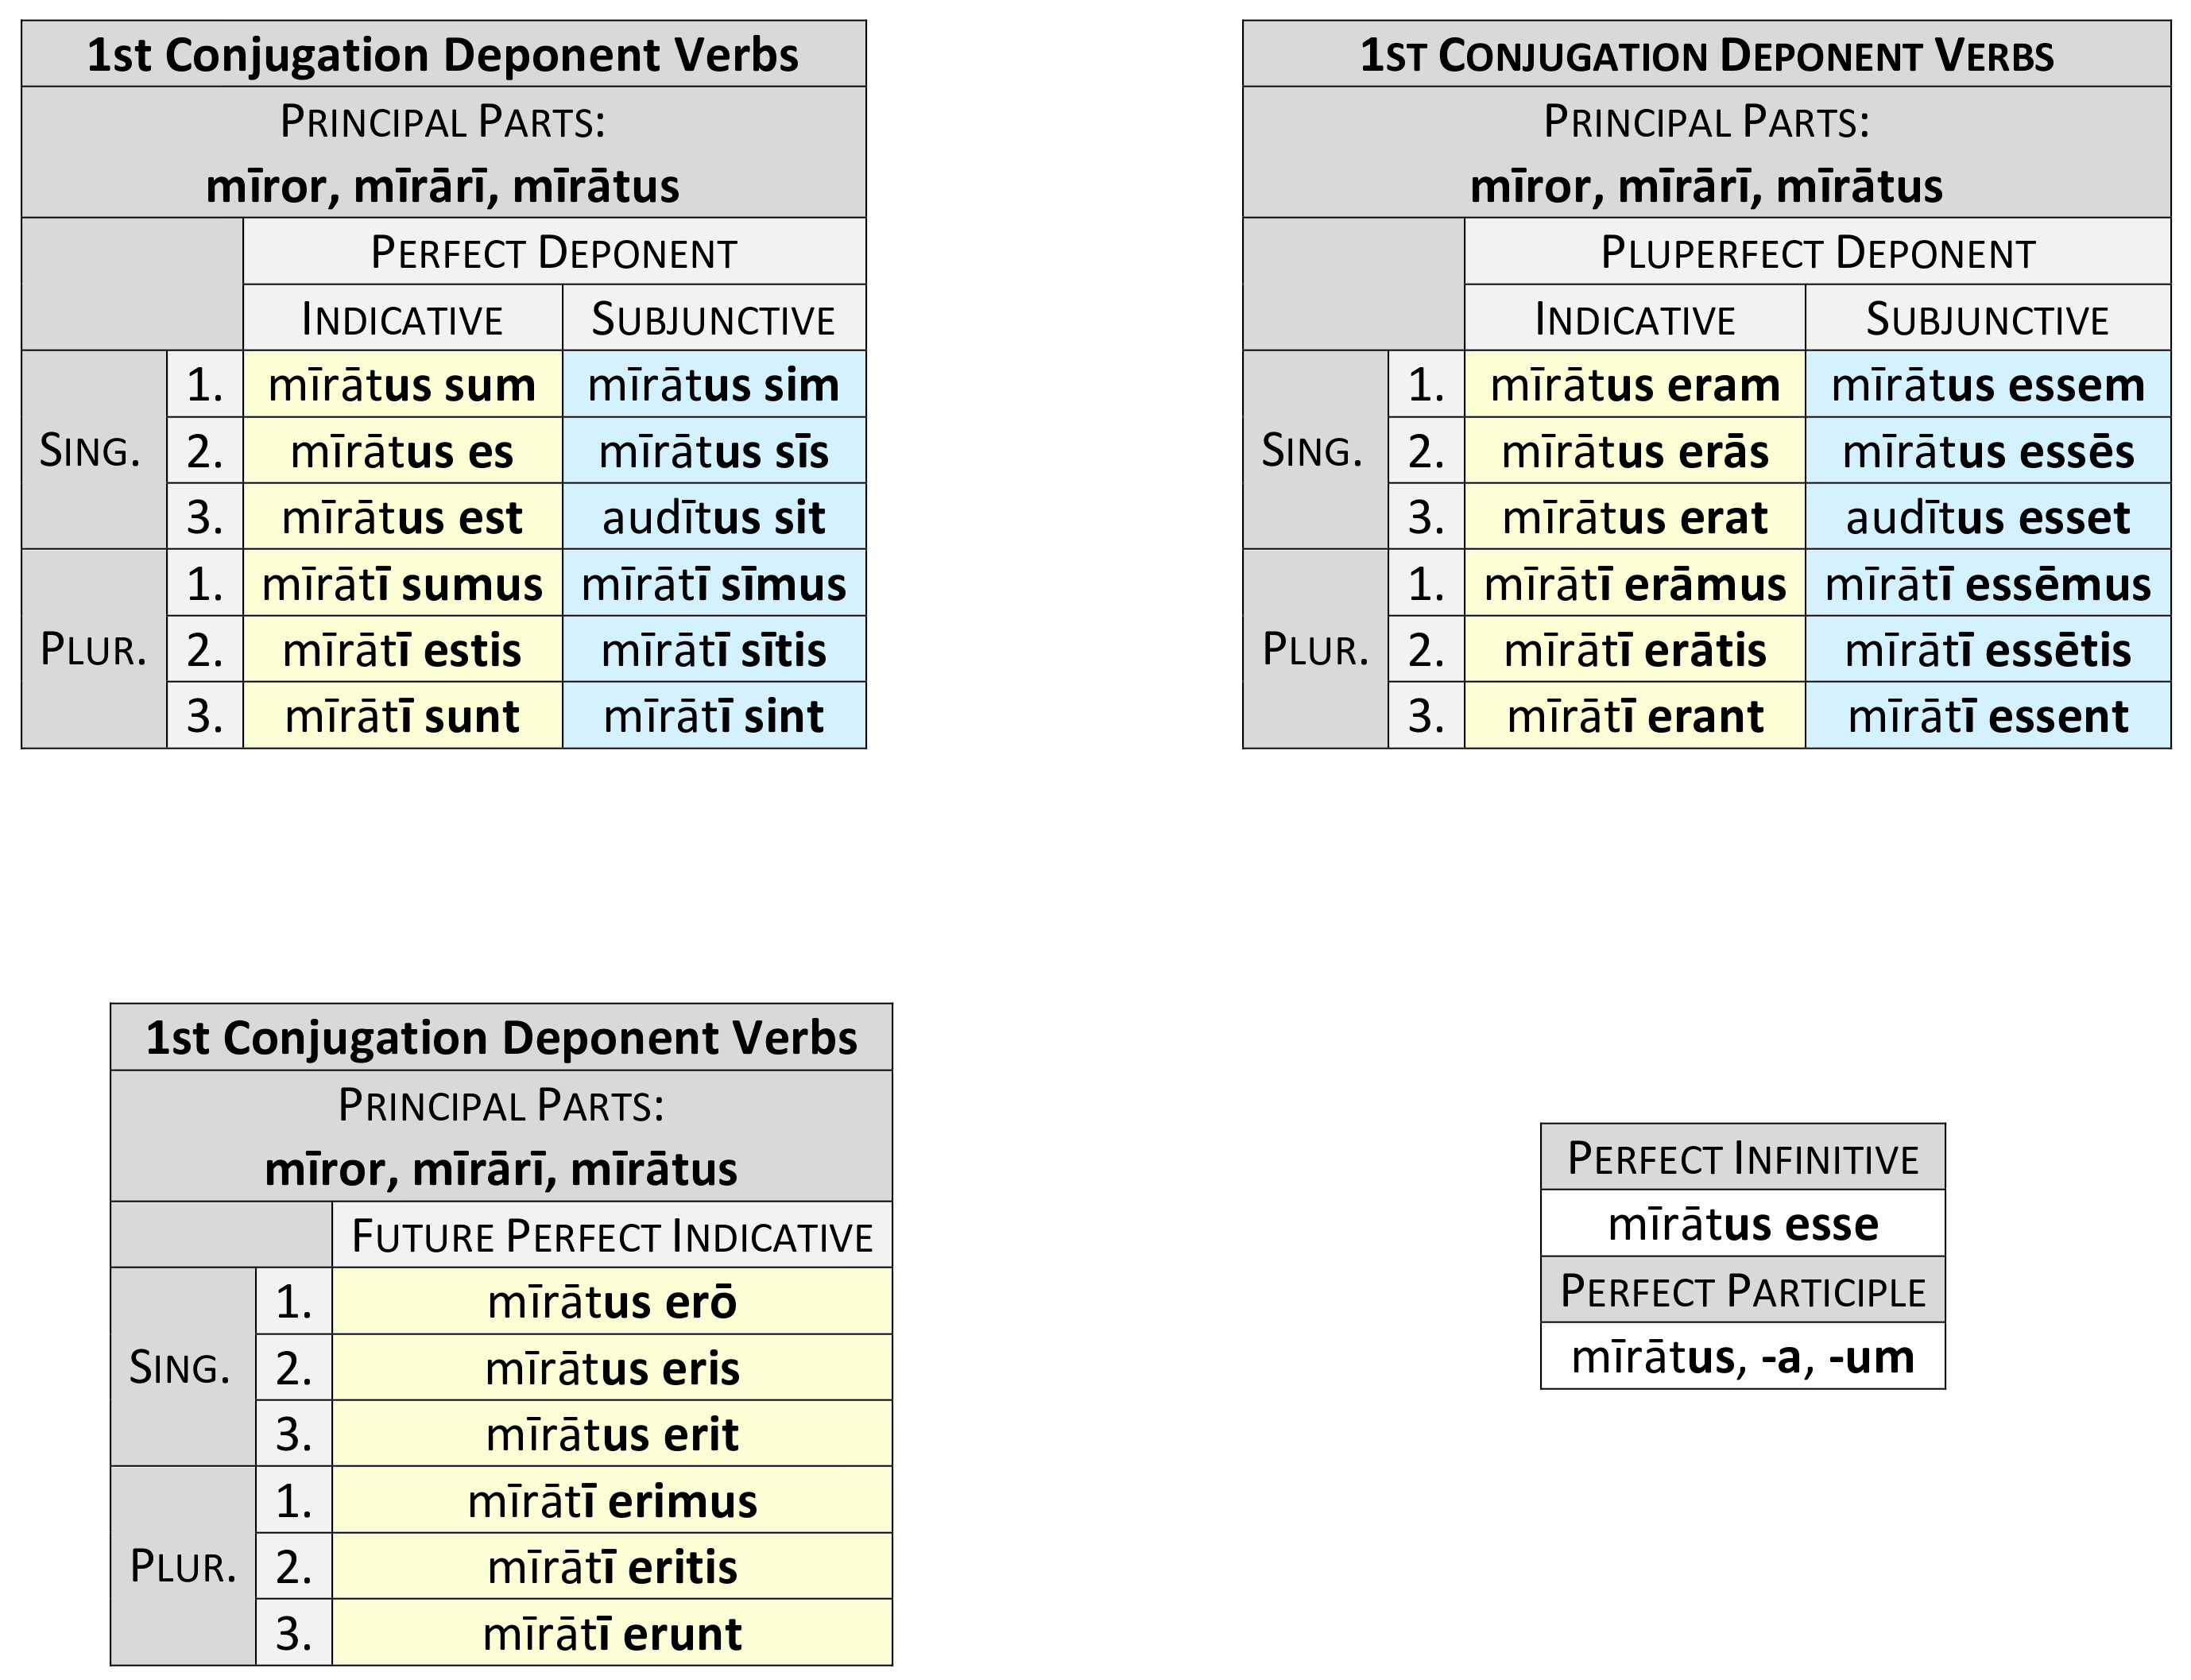 1st Conjugation Deponent Verbs
PRINCIPAL PARTS:
mīror, mīrārī, mīrātus
PERFECT DEPONENT
INDICATIVE SUBJUNCTIVE
SING.
1. mīrātus sum mīrātus sim
2. mīrātus es mīrātus sīs
3. mīrātus est audītus sit
PLUR.
1. mīrātī sumus mīrātī sīmus
2. mīrātī estis mīrātī sītis
3. mīrātī sunt mīrātī sint
1ST CONJUGATION DEPONENT VERBS
PRINCIPAL PARTS:
mīror, mīrārī, mīrātus
PLUPERFECT DEPONENT
INDICATIVE SUBJUNCTIVE
SING.
1. mīrātus eram mīrātus essem
2. mīrātus erās mīrātus essēs
3. mīrātus erat audītus esset
PLUR.
1. mīrātī erāmus mīrātī essēmus
2. mīrātī erātis mīrātī essētis
3. mīrātī erant mīrātī essent
1st Conjugation Deponent Verbs
PRINCIPAL PARTS:
mīror, mīrārī, mīrātus
FUTURE PERFECT INDICATIVE
SING.
1. mīrātus erō
2. mīrātus eris
3. mīrātus erit
PLUR.
1. mīrātī erimus
2. mīrātī eritis
3. mīrātī erunt
PERFECT INFINITIVE
mīrātus esse
PERFECT PARTICIPLE
mīrātus, -a, -um